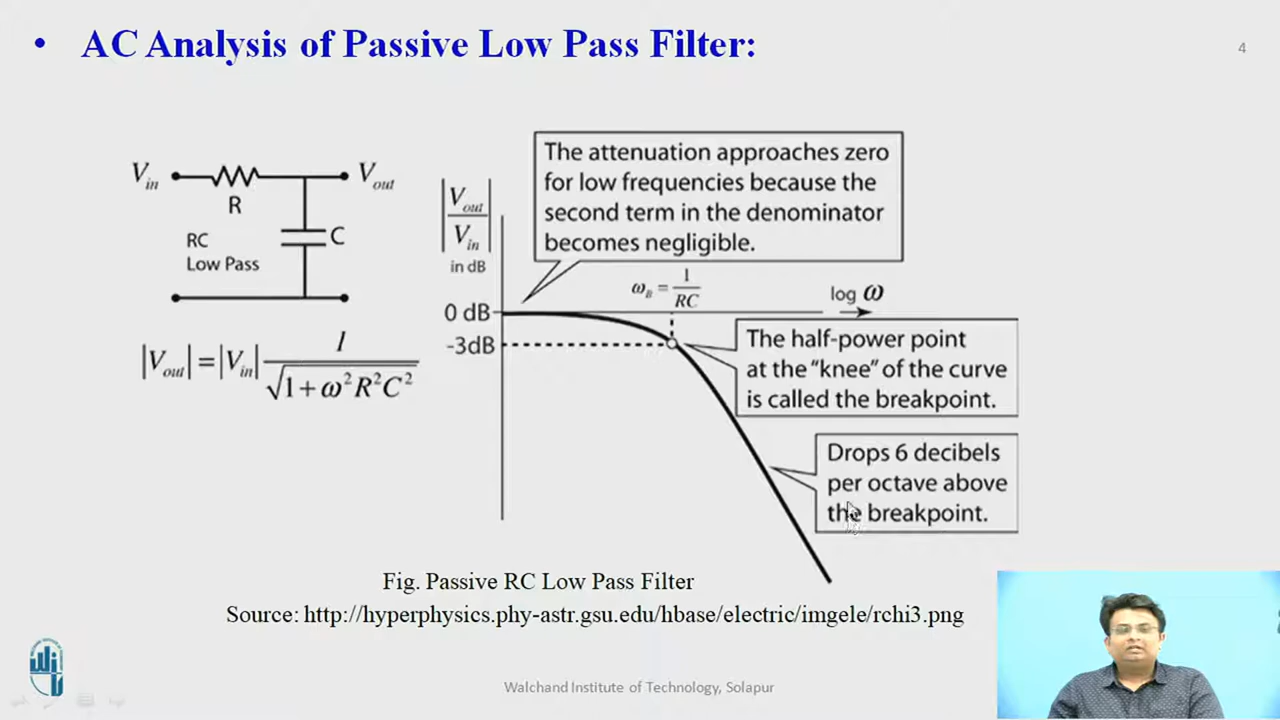 • AC Analysis of Passive Low Pass Filter:
4
V_in
R
V_out
C
RC
Low Pass
|V_out| = |V_in| 1 / √(1 + ω²R²C²)
|V_out / V_in|
in dB
The attenuation approaches zero
for low frequencies because the
second term in the denominator
becomes negligible.
ω_B = 1 / RC
log ω
0 dB
-3dB
The half-power point
at the “knee” of the curve
is called the breakpoint.
Drops 6 decibels
per octave above
the breakpoint.
Fig. Passive RC Low Pass Filter
Source: http://hyperphysics.phy-astr.gsu.edu/hbase/electric/imgele/rchi3.png
Walchand Institute of Technology, Solapur